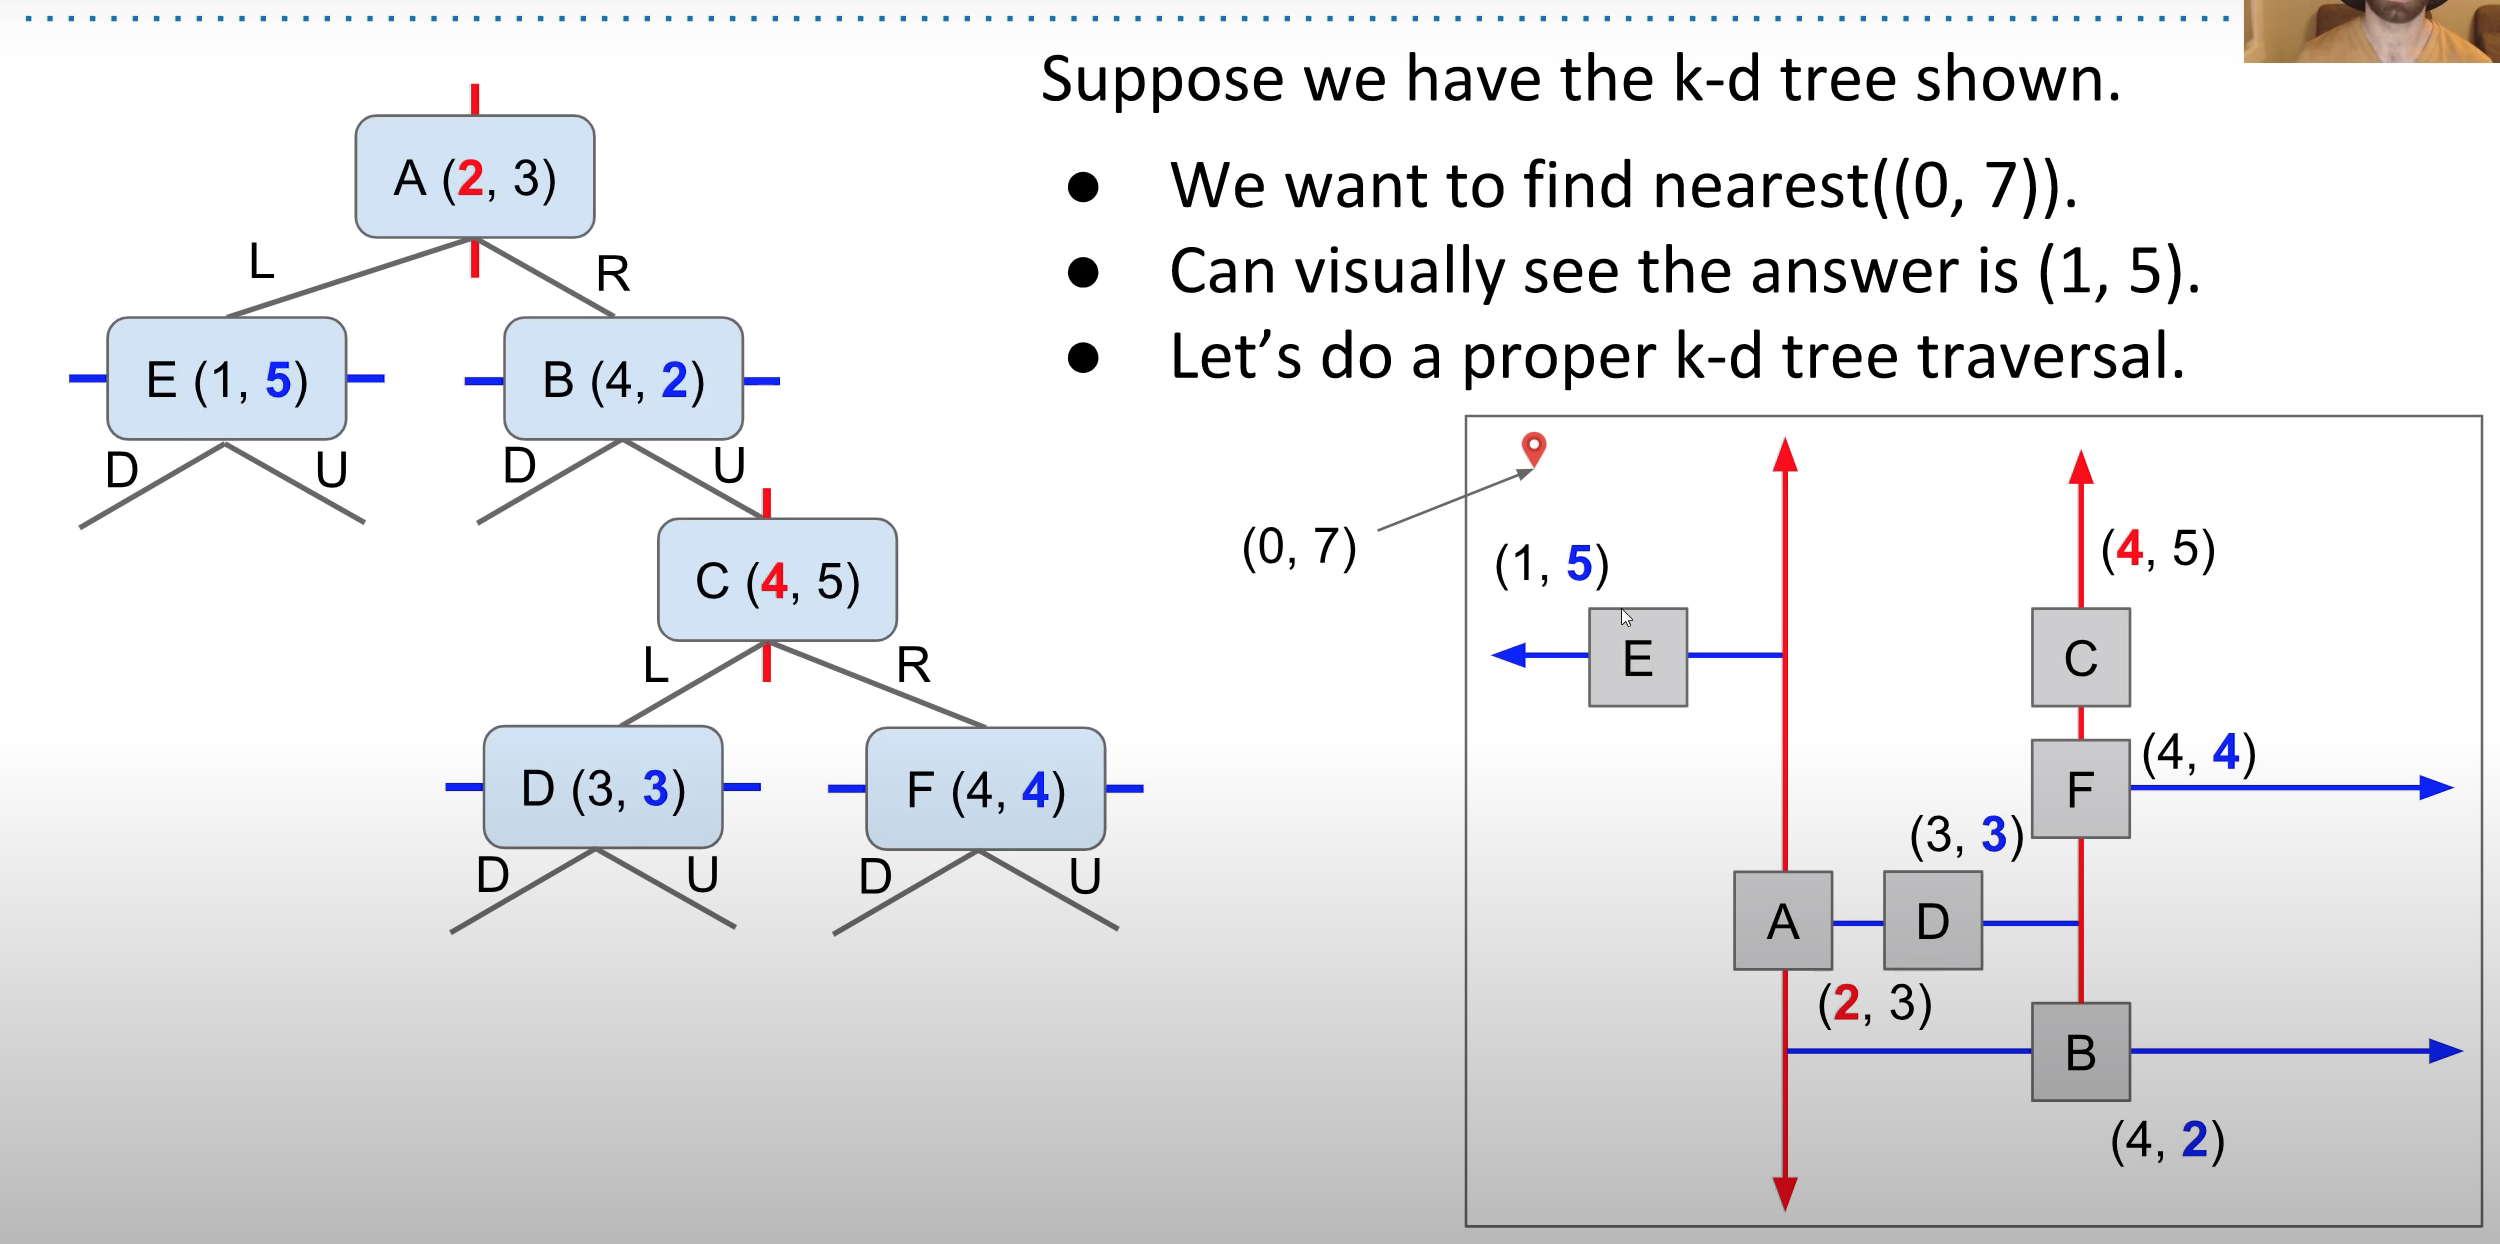 Suppose we have the k-d tree shown.
● We want to find nearest((0, 7)).
● Can visually see the answer is (1, 5).
● Let's do a proper k-d tree traversal.
A (2, 3)
L
R
E (1, 5)
B (4, 2)
D
U
D
U
C (4, 5)
L
R
D (3, 3)
F (4, 4)
D
U
D
U
(0, 7)
(1, 5)
E
(4, 5)
C
(4, 4)
F
(3, 3)
A
D
(2, 3)
B
(4, 2)